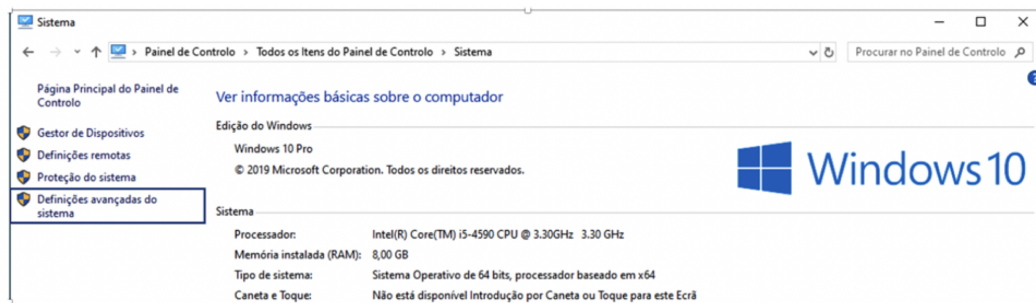 Sistema
Painel de Controlo > Todos os Itens do Painel de Controlo > Sistema
Procurar no Painel de Controlo
Página Principal do Painel de
Controlo
Gestor de Dispositivos
Definições remotas
Proteção do sistema
Definições avançadas do
sistema
Ver informações básicas sobre o computador
Edição do Windows
Windows 10 Pro
© 2019 Microsoft Corporation. Todos os direitos reservados.
Windows 10
Sistema
Processador: Intel(R) Core(TM) i5-4590 CPU @ 3.30GHz 3.30 GHz
Memória instalada (RAM): 8,00 GB
Tipo de sistema: Sistema Operativo de 64 bits, processador baseado em x64
Caneta e Toque: Não está disponível Introdução por Caneta ou Toque para este Ecrã